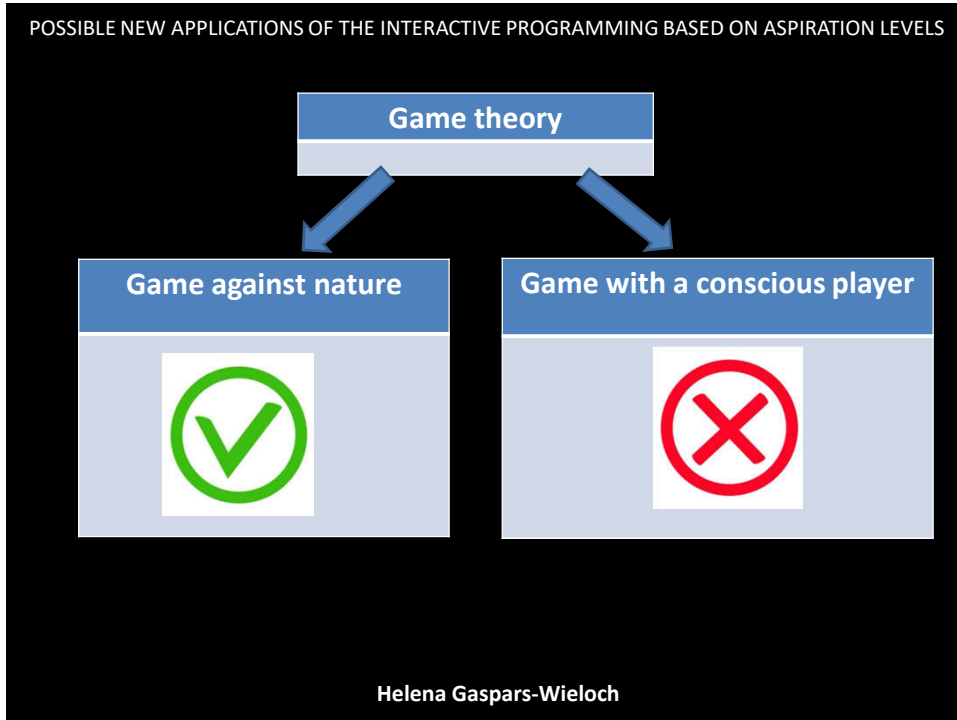 POSSIBLE NEW APPLICATIONS OF THE INTERACTIVE PROGRAMMING BASED ON ASPIRATION LEVELS
Game theory
Game against nature
Game with a conscious player
Helena Gaspars-Wieloch